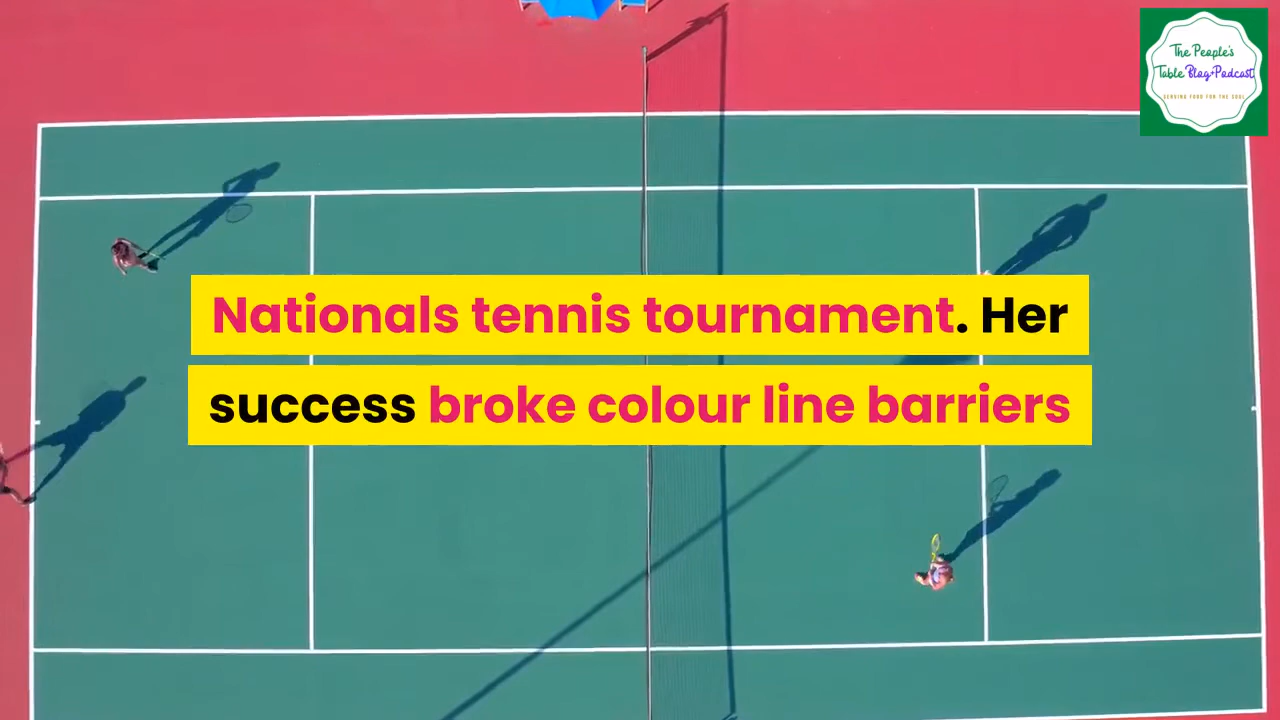 The People's
Table Blog+Podcast
SERVING FOOD FOR THE SOUL
Nationals tennis tournament. Her
success broke colour line barriers